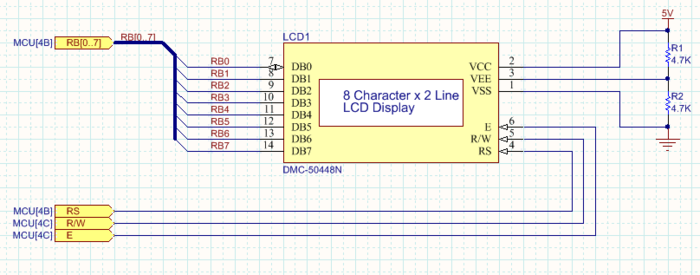 5V
LCD1
MCU[4B] RB[0..7] RB[0..7]
R1
4.7K
RB0 7 DB0 VCC 2
RB1 8 DB1 VEE 3
RB2 9 DB2 VSS 1
RB3 10 DB3
RB4 11 DB4
RB5 12 DB5 E 6
RB6 13 DB6 R/W 5
RB7 14 DB7 RS 4
8 Character x 2 Line
LCD Display
R2
4.7K
DMC-50448N
MCU[4B] RS
MCU[4C] R/W
MCU[4C] E